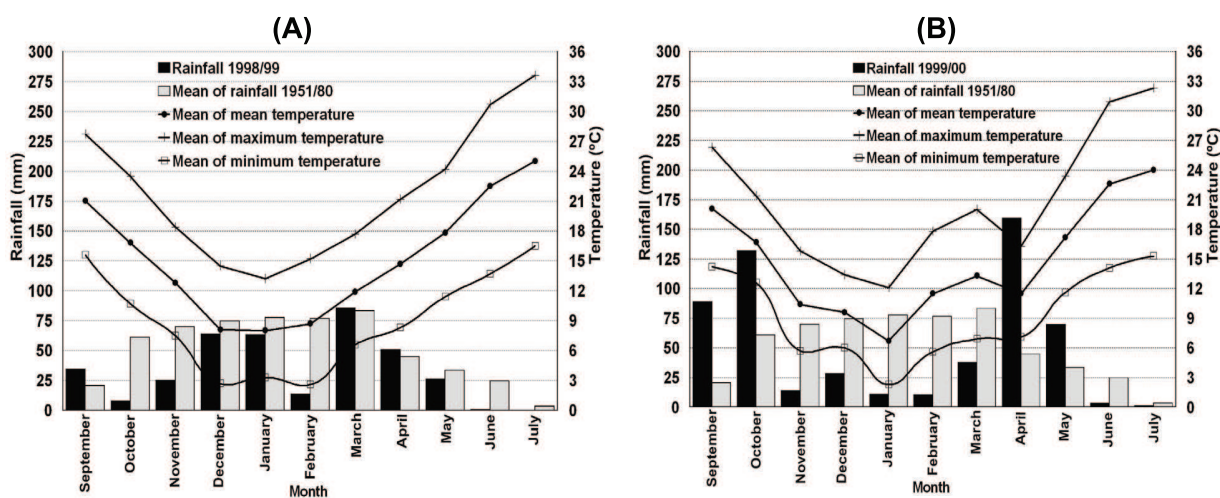 (A)
300
275
250
225
200
175
150
125
100
75
50
25
0
Rainfall (mm)
Rainfall 1998/99
Mean of rainfall 1951/80
Mean of mean temperature
Mean of maximum temperature
Mean of minimum temperature
36
33
30
27
24
21
18
15
12
9
6
3
0
Temperature (ºC)
September
October
November
December
January
February
March
April
May
June
July
Month
(B)
300
275
250
225
200
175
150
125
100
75
50
25
0
Rainfall (mm)
Rainfall 1999/00
Mean of rainfall 1951/80
Mean of mean temperature
Mean of maximum temperature
Mean of minimum temperature
36
33
30
27
24
21
18
15
12
9
6
3
0
Temperature (ºC)
September
October
November
December
January
February
March
April
May
June
July
Month